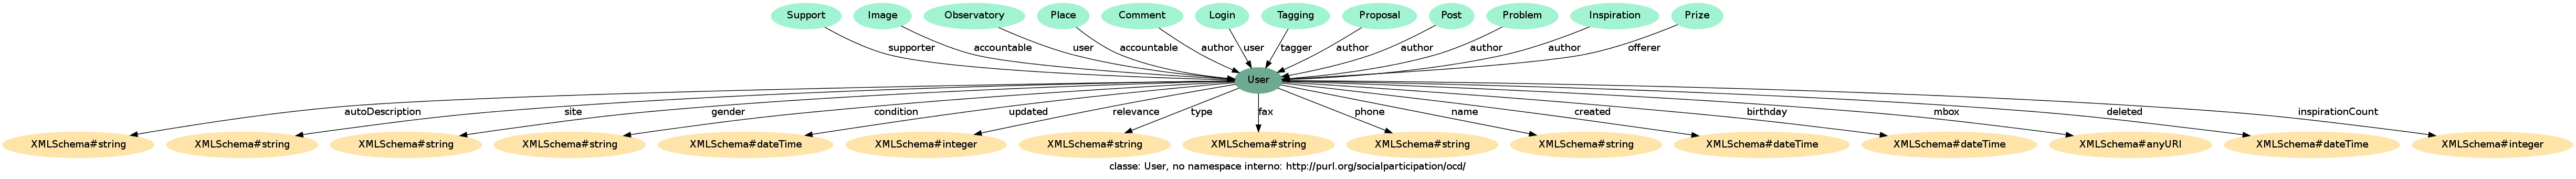 Support Image Observatory Place Comment Login Tagging Proposal Post Problem Inspiration Prize
supporter accountable user accountable author user tagger author author author author offerer
User
autoDescription site gender condition updated relevance type fax phone name created birthday mbox deleted inspirationCount
XMLSchema#string XMLSchema#string XMLSchema#string XMLSchema#string XMLSchema#dateTime XMLSchema#integer XMLSchema#string XMLSchema#string XMLSchema#string XMLSchema#string XMLSchema#dateTime XMLSchema#dateTime XMLSchema#anyURI XMLSchema#dateTime XMLSchema#integer
classe: User, no namespace interno: http://purl.org/socialparticipation/ocd/